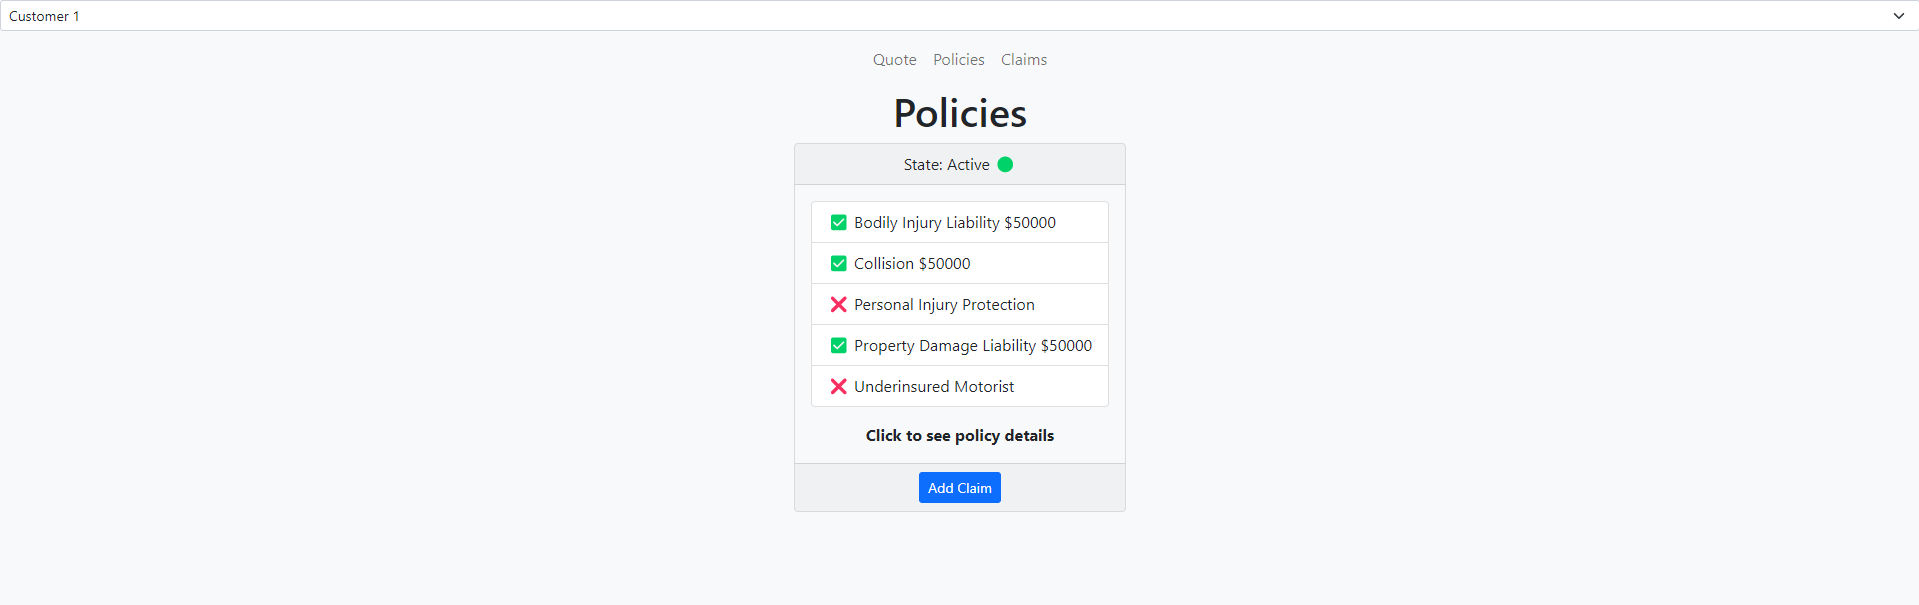 Customer 1
Quote Policies Claims
Policies
State: Active
Bodily Injury Liability $50000
Collision $50000
Personal Injury Protection
Property Damage Liability $50000
Underinsured Motorist
Click to see policy details
Add Claim